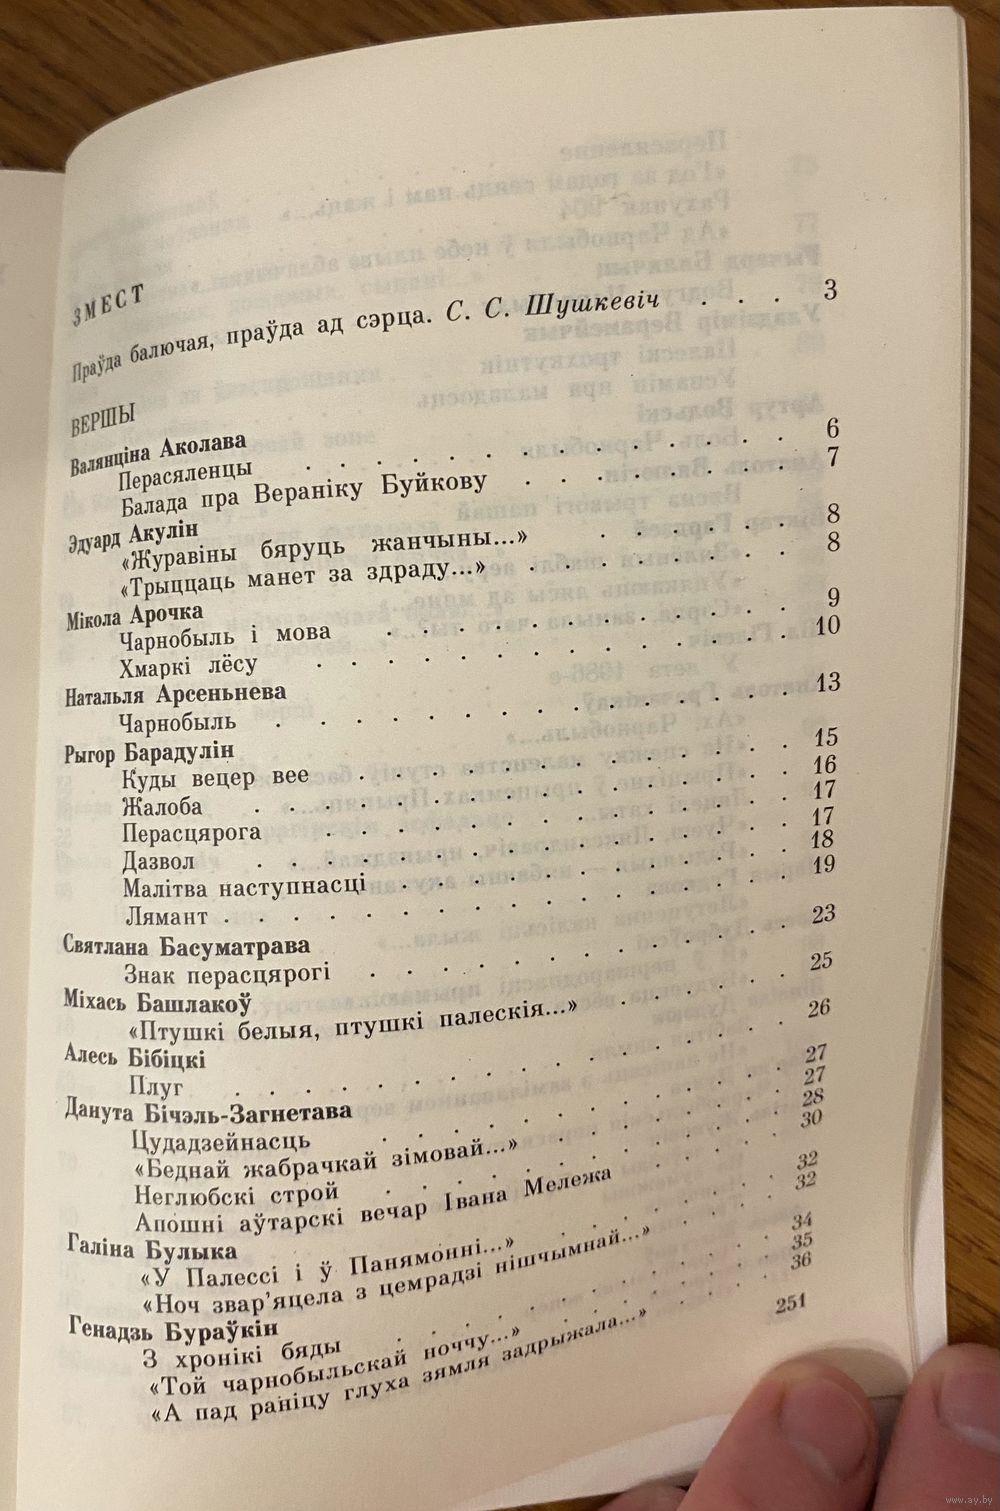 ЗМЕСТ
Праўда балючая, праўда ад сэрца. С. С. Шушкевіч . . . 3
ВЕРШЫ
Валянціна Аколава
Перасяленцы . . . . . . . . . . 6
Балада пра Вераніку Буйкову . . . . . . 7
Эдуард Акулін
«Журавіны бяруць жанчыны...» . . . . . 8
«Трыццаць манет за здраду...» . . . . . . 8
Мікола Арочка
Чарнобыль і мова . . . . . . . . . 9
Хмаркі лёсу . . . . . . . . . . 10
Натальля Арсеньнева
Чарнобыль . . . . . . . . . . 13
Рыгор Барадулін
Куды вецер вее . . . . . . . . . 15
Жалоба . . . . . . . . . . . 16
Перасцярога . . . . . . . . . . 17
Дазвол . . . . . . . . . . . 17
Малітва наступнасці . . . . . . . . 18
Лямант . . . . . . . . . . . . 19
Святлана Басуматрава
Знак перасцярогі . . . . . . . . . 23
Міхась Башлакоў
«Птушкі белыя, птушкі палескія...» . . . . . 25
Алесь Бібіцкі
Плуг . . . . . . . . . . . 26
Данута Бічэль-Загнетава
Цудадзейнасць . . . . . . . . . 27
«Беднай жабрачкай зімовай...» . . . . . . 27
Неглюбскі строй . . . . . . . . . 28
Апошні аўтарскі вечар Івана Мележа . . . . 30
Галіна Булыка
«У Палессі і ў Панямонні...» . . . . . . 32
«Ноч звар’яцела з цемрадзі нішчымнай...» . . . 32
Генадзь Бураўкін
З хронікі бяды . . . . . . . . . 34
«Той чарнобыльскай ноччу...» . . . . . . 35
«А пад раніцу глуха зямля задрыжала...» . . . 36
251
www.ay.by